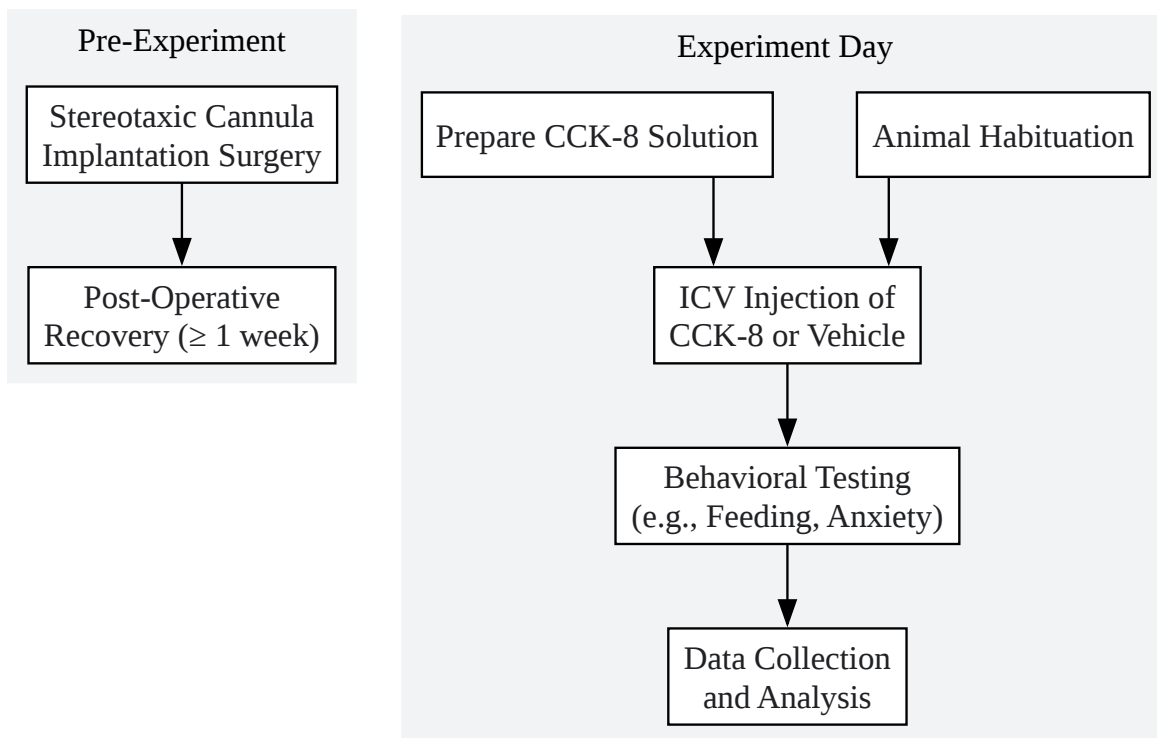 Pre-Experiment
Stereotaxic Cannula
Implantation Surgery
Post-Operative
Recovery (≥ 1 week)
Experiment Day
Prepare CCK-8 Solution
Animal Habituation
ICV Injection of
CCK-8 or Vehicle
Behavioral Testing
(e.g., Feeding, Anxiety)
Data Collection
and Analysis